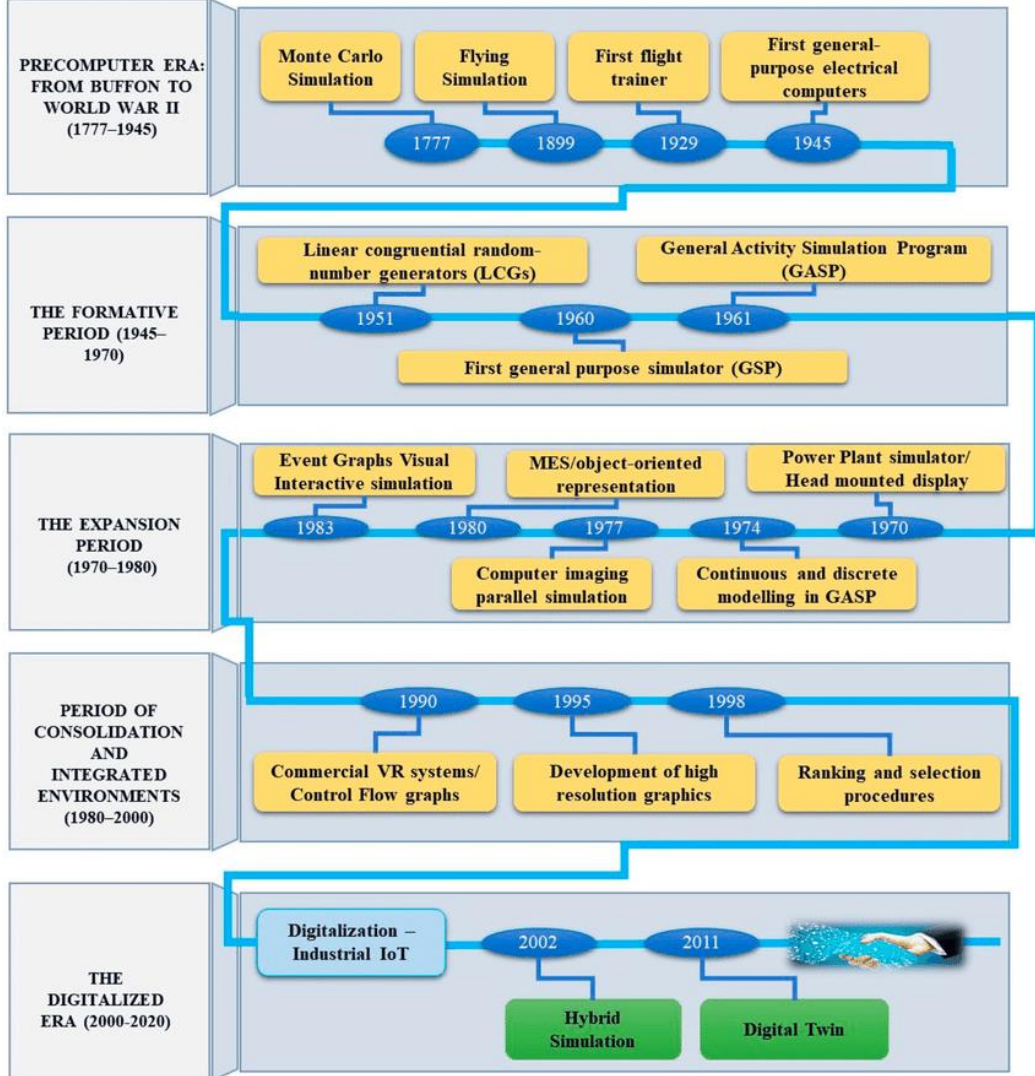 PRECOMPUTER ERA:
FROM BUFFON TO
WORLD WAR II
(1777–1945)
Monte Carlo
Simulation
Flying
Simulation
First flight
trainer
First general-
purpose electrical
computers
1777
1899
1929
1945
THE FORMATIVE
PERIOD (1945–
1970)
Linear congruential random-
number generators (LCGs)
General Activity Simulation Program
(GASP)
1951
1960
1961
First general purpose simulator (GSP)
THE EXPANSION
PERIOD
(1970–1980)
Event Graphs Visual
Interactive simulation
MES/object-oriented
representation
Power Plant simulator/
Head mounted display
1983
1980
1977
1974
1970
Computer imaging
parallel simulation
Continuous and discrete
modelling in GASP
PERIOD OF
CONSOLIDATION
AND
INTEGRATED
ENVIRONMENTS
(1980–2000)
1990
1995
1998
Commercial VR systems/
Control Flow graphs
Development of high
resolution graphics
Ranking and selection
procedures
THE
DIGITALIZED
ERA (2000-2020)
Digitalization –
Industrial IoT
2002
2011
Hybrid
Simulation
Digital Twin